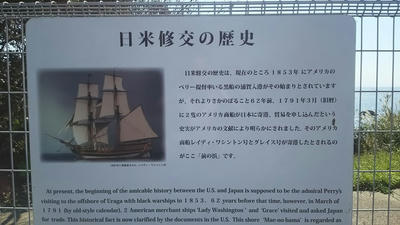 日米修交の歴史
日米修交の歴史は、現在のところ1853年にアメリカの
ペリー提督率いる黒船の浦賀入港がその始まりとされています
が、それよりさかのぼること62年前、1791年3月(旧暦)
に2隻のアメリカ商船が日本に寄港、貿易を申し込んだという
史実がアメリカの文献により明らかにされました。そのアメリカ
商船レイディ・ワシントン号とグレイス号が寄港したとされるの
がここ「前の浜」です。
At present, the beginning of the amicable history between the U.S. and Japan is supposed to be the admiral Perry's
visiting to the offshore of Uraga with black warships in 1853. 62 years before that time, however, in March of
1791 (by old-style calendar), 2 American merchant ships 'Lady Washington' and 'Grace' visited and asked Japan
for trade. This historical fact is now clarified by the documents in the U.S. This shore 'Mae-no-hama' is regarded as